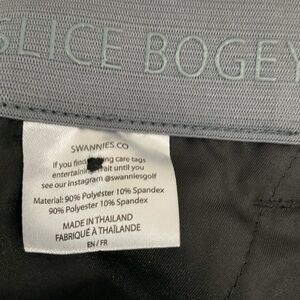 SLICE BOGEY
SWANNIES.CO
If you find care tags
entertaining wait until you
see our instagram @swanniesgolf
Material: 90% Polyester 10% Spandex
90% Polyester 10% Spandex
MADE IN THAILAND
FABRIQUÉ À THAÏLANDE
EN / FR